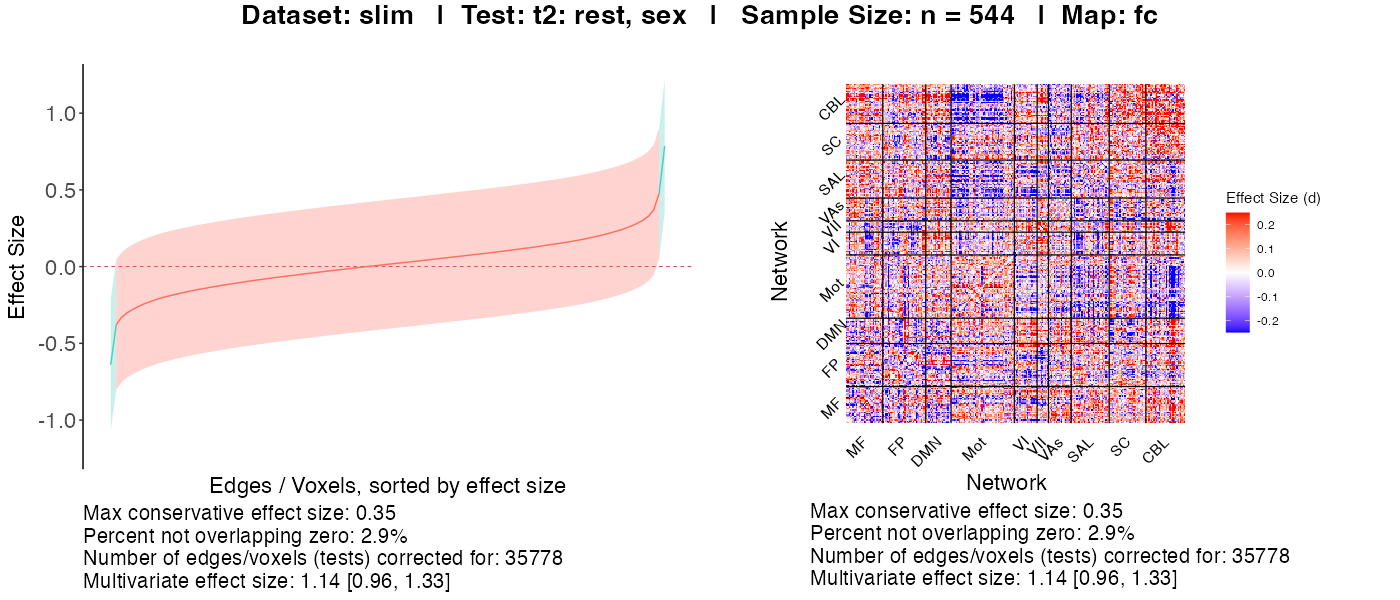 Dataset: slim | Test: t2: rest, sex | Sample Size: n = 544 | Map: fc
Effect Size
1.0
0.5
0.0
-0.5
-1.0
Edges / Voxels, sorted by effect size
Max conservative effect size: 0.35
Percent not overlapping zero: 2.9%
Number of edges/voxels (tests) corrected for: 35778
Multivariate effect size: 1.14 [0.96, 1.33]
Network
CBL
SC
SAL
VAs
VII
VI
Mot
DMN
FP
MF
MF
FP
DMN
Mot
VI
VII
VAs
SAL
SC
CBL
Network
Effect Size (d)
0.2
0.1
0.0
-0.1
-0.2
Max conservative effect size: 0.35
Percent not overlapping zero: 2.9%
Number of edges/voxels (tests) corrected for: 35778
Multivariate effect size: 1.14 [0.96, 1.33]